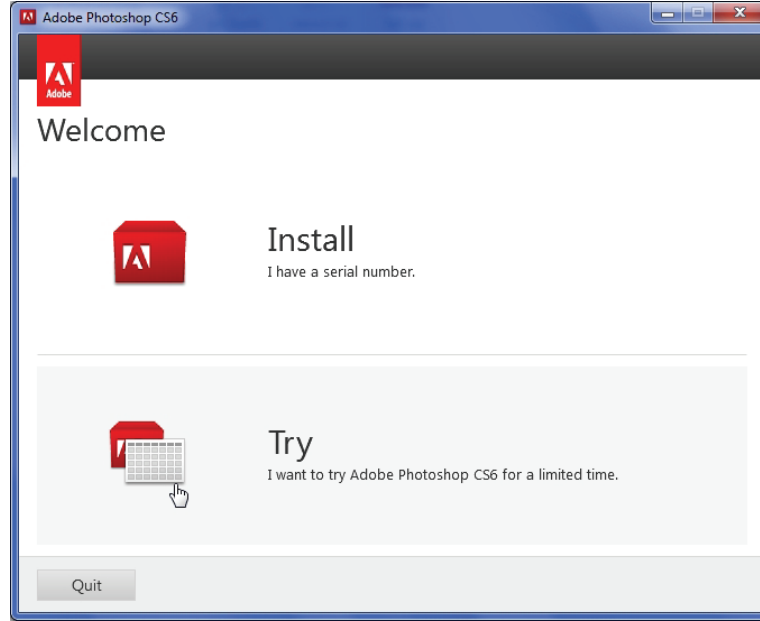 Adobe Photoshop CS6
Adobe
Welcome
Install
I have a serial number.
Try
I want to try Adobe Photoshop CS6 for a limited time.
Quit